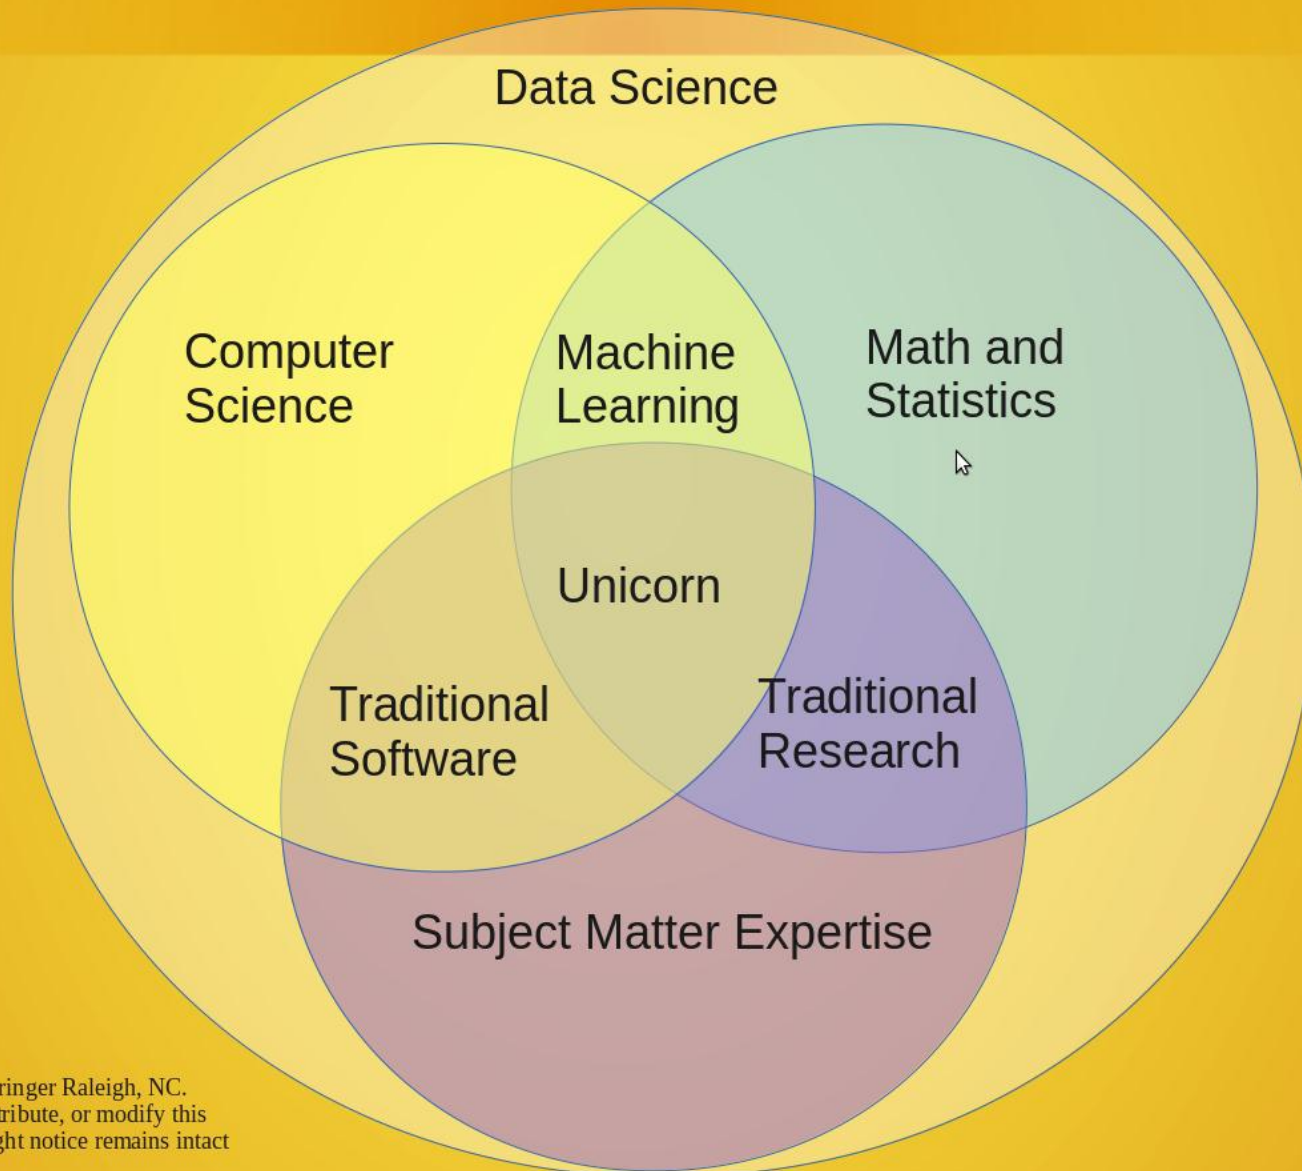 Data Science
Computer
Science
Machine
Learning
Math and
Statistics
Unicorn
Traditional
Software
Traditional
Research
Subject Matter Expertise
ringer Raleigh, NC.
tribute, or modify this
ght notice remains intact